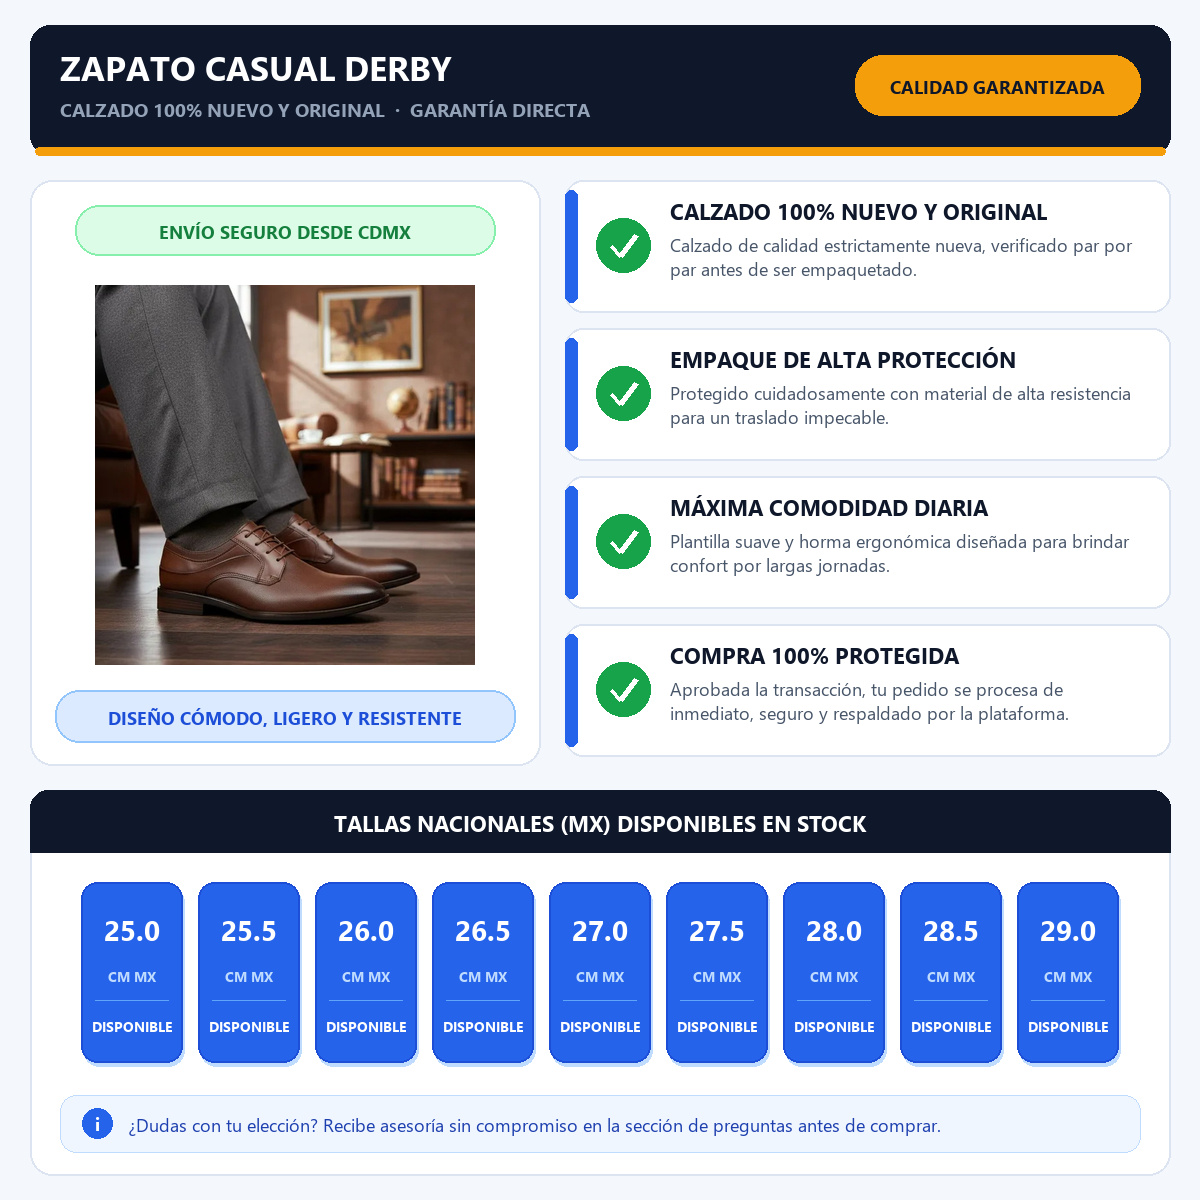 ZAPATO CASUAL DERBY
CALZADO 100% NUEVO Y ORIGINAL · GARANTÍA DIRECTA
CALIDAD GARANTIZADA
ENVÍO SEGURO DESDE CDMX
DISEÑO CÓMODO, LIGERO Y RESISTENTE
CALZADO 100% NUEVO Y ORIGINAL
Calzado de calidad estrictamente nueva, verificado par por
par antes de ser empaquetado.
EMPAQUE DE ALTA PROTECCIÓN
Protegido cuidadosamente con material de alta resistencia
para un traslado impecable.
MÁXIMA COMODIDAD DIARIA
Plantilla suave y horma ergonómica diseñada para brindar
confort por largas jornadas.
COMPRA 100% PROTEGIDA
Aprobada la transacción, tu pedido se procesa de
inmediato, seguro y respaldado por la plataforma.
TALLAS NACIONALES (MX) DISPONIBLES EN STOCK
25.0
CM MX
DISPONIBLE
25.5
CM MX
DISPONIBLE
26.0
CM MX
DISPONIBLE
26.5
CM MX
DISPONIBLE
27.0
CM MX
DISPONIBLE
27.5
CM MX
DISPONIBLE
28.0
CM MX
DISPONIBLE
28.5
CM MX
DISPONIBLE
29.0
CM MX
DISPONIBLE
i
¿Dudas con tu elección? Recibe asesoría sin compromiso en la sección de preguntas antes de comprar.